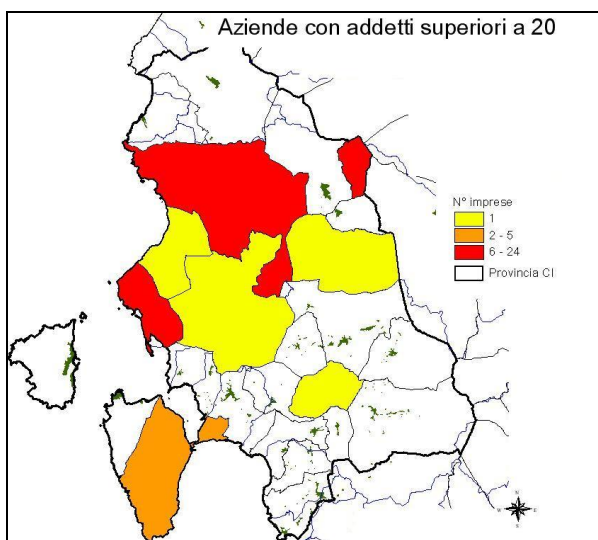 Aziende con addetti superiori a 20
N° imprese
1
2 - 5
6 - 24
Provincia CI